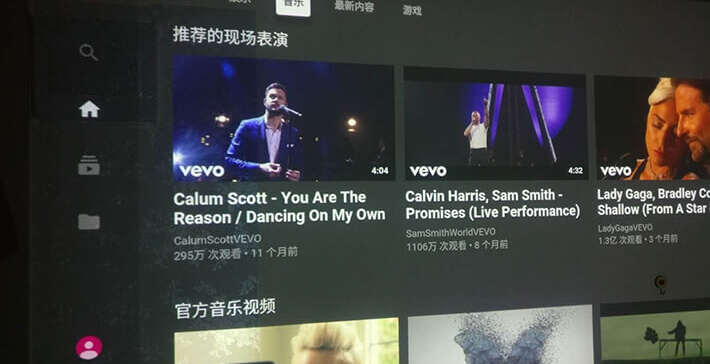 音乐
最新内容
游戏
推荐的现场表演
vevo
4:04
vevo
4:32
vevo
Calum Scott - You Are The
Reason / Dancing On My Own
CalumScottVEVO
295万 次观看 • 11 个月前
Calvin Harris, Sam Smith -
Promises (Live Performance)
SamSmithWorldVEVO
1106万 次观看 • 5 个月前
Lady Gaga, Bradley Co
Shallow (From A Star
LadyGagaVEVO
1.3亿 次观看 • 3 个月前
官方音乐视频